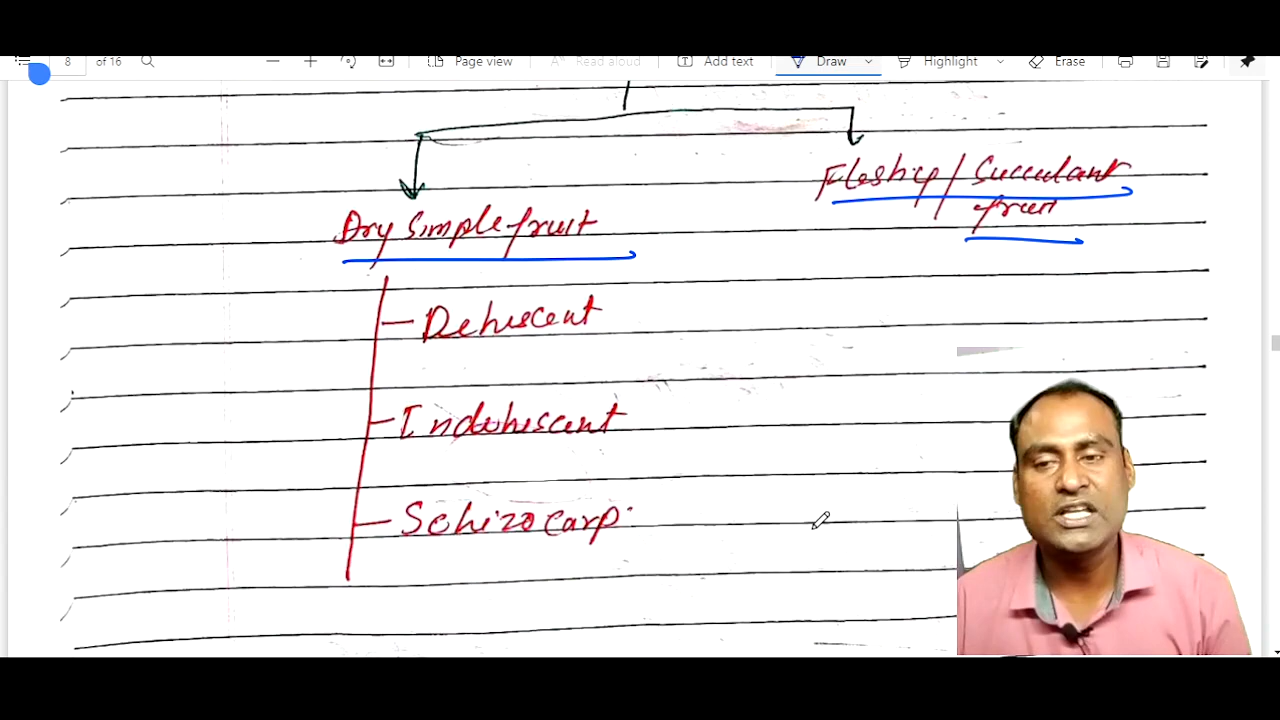 8 of 16 Page view Read aloud Add text Draw Highlight Erase
Fleshy / Succulant
fruit
Dry Simple fruit
Dehiscent
Indehiscent
Schizocarp